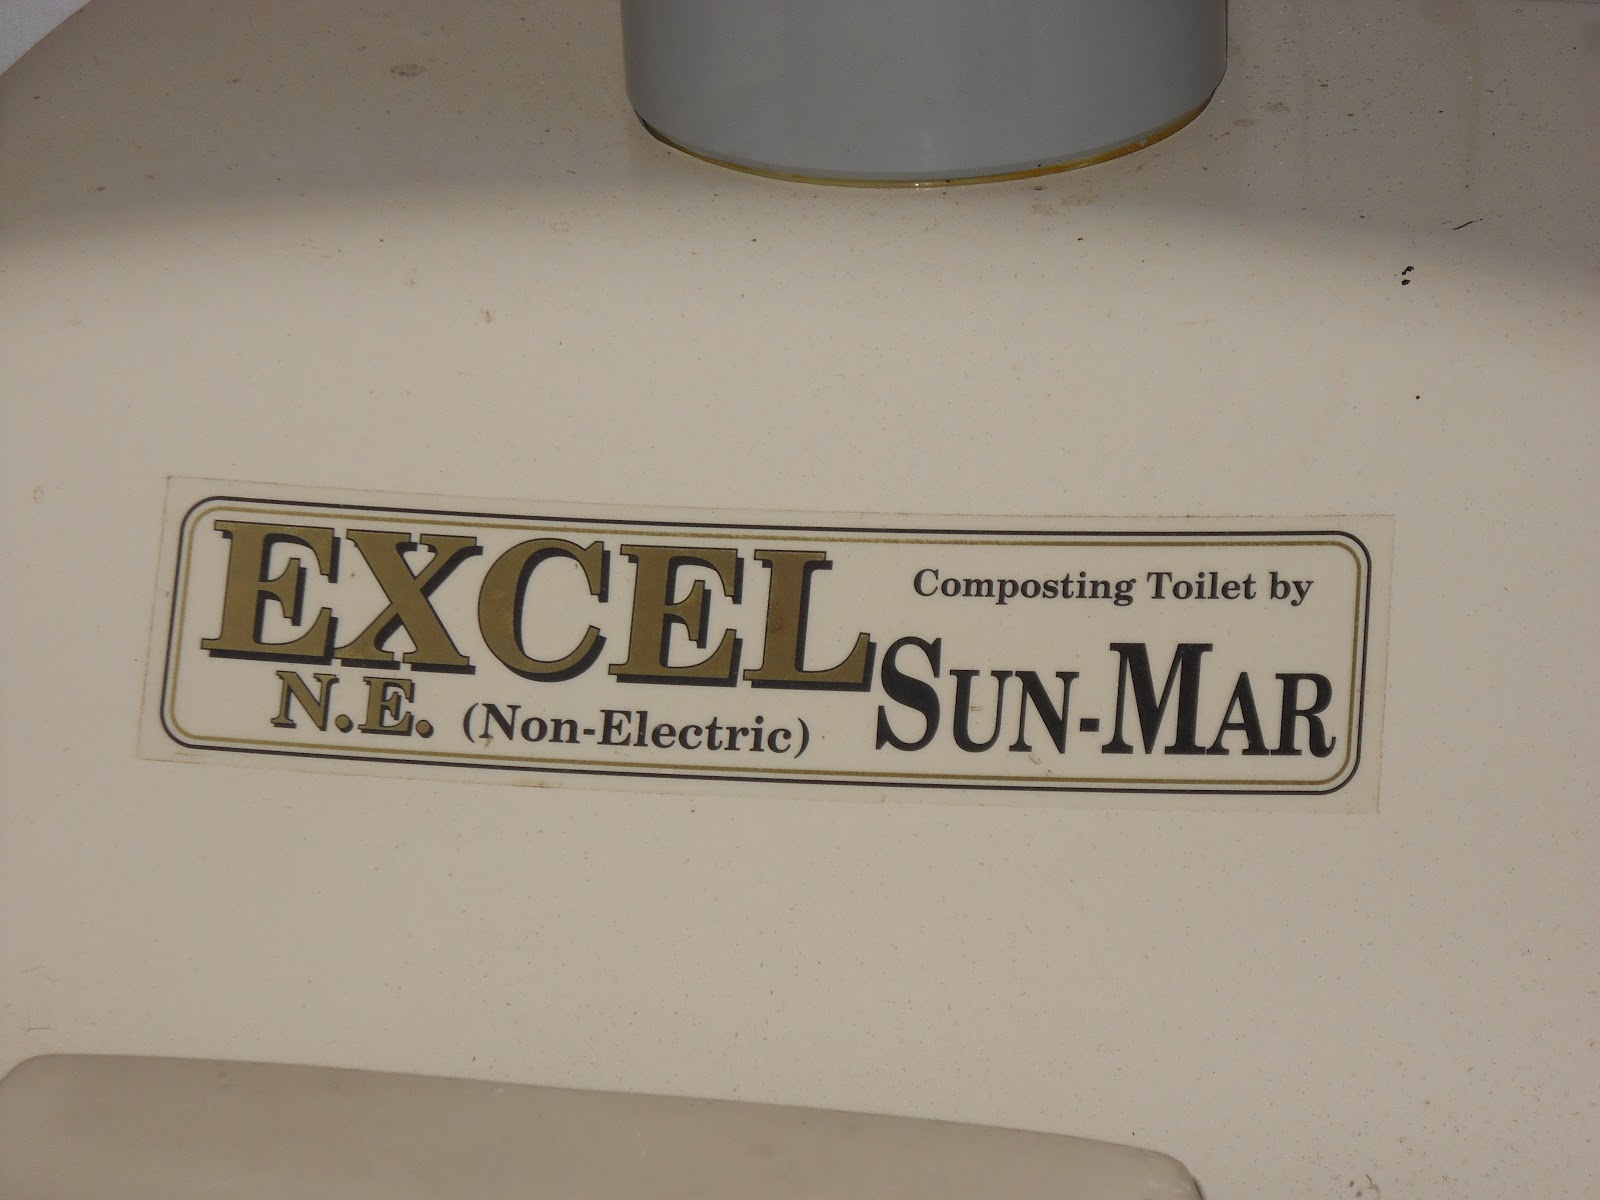 EXCEL
N.E. (Non-Electric)
Composting Toilet by
SUN-MAR